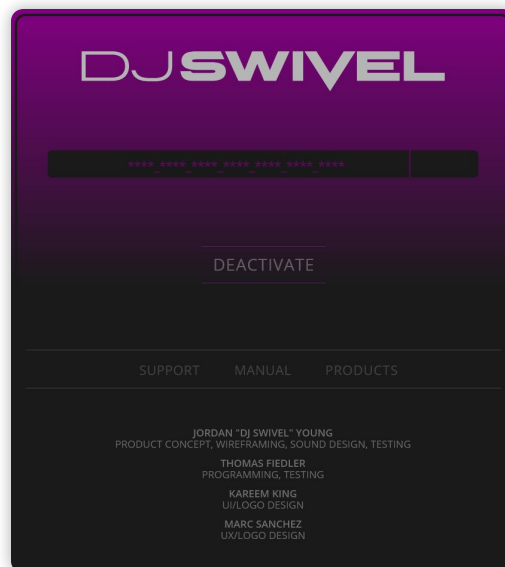 DJSWIVEL
****_****_****_****_****_****_****
DEACTIVATE
SUPPORT MANUAL PRODUCTS
JORDAN "DJ SWIVEL" YOUNG
PRODUCT CONCEPT, WIREFRAMING, SOUND DESIGN, TESTING
THOMAS FIEDLER
PROGRAMMING, TESTING
KAREEM KING
UI/LOGO DESIGN
MARC SANCHEZ
UX/LOGO DESIGN